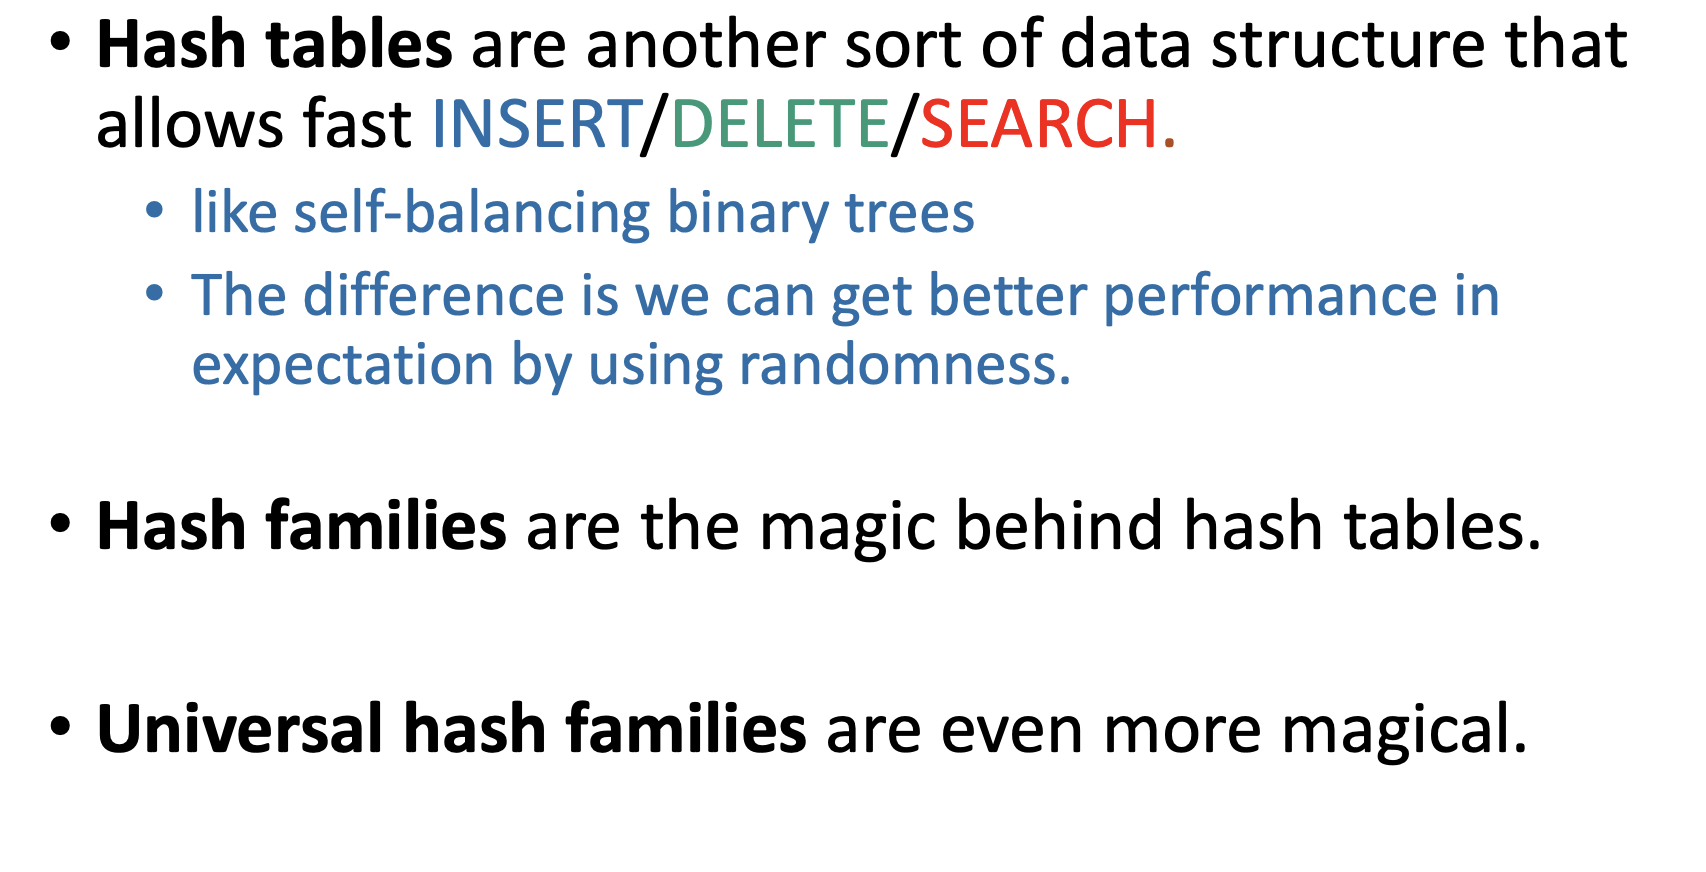 • Hash tables are another sort of data structure that
allows fast INSERT/DELETE/SEARCH.
• like self-balancing binary trees
• The difference is we can get better performance in
expectation by using randomness.
• Hash families are the magic behind hash tables.
• Universal hash families are even more magical.